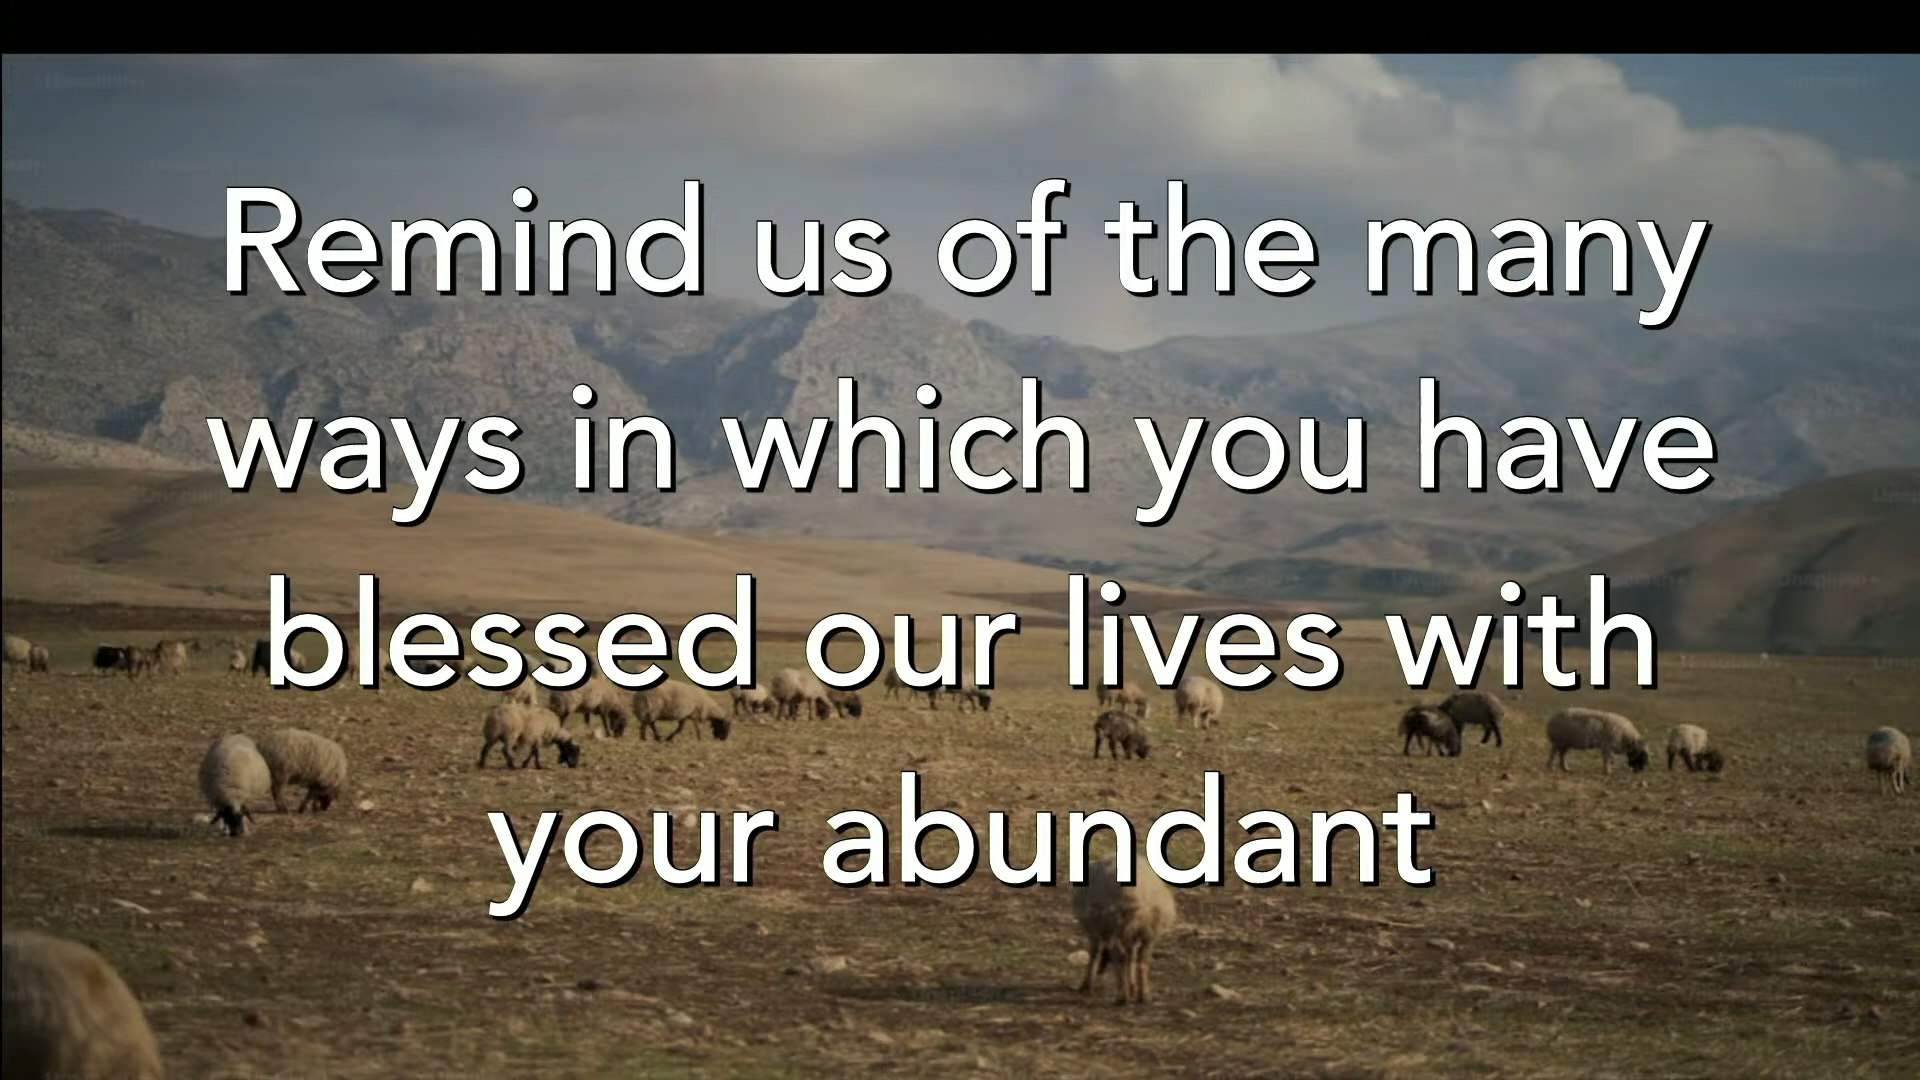 Remind us of the many
ways in which you have
blessed our lives with
your abundant